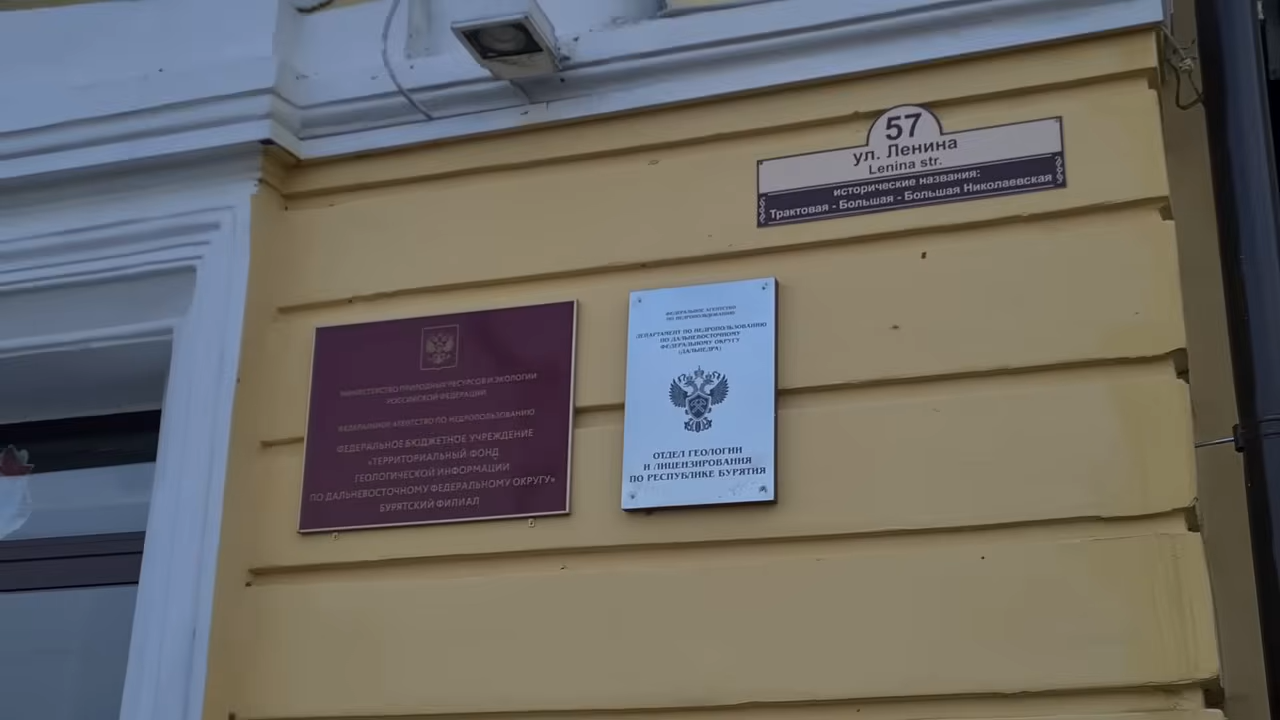 57
ул. Ленина
Lenina str.
исторические названия:
Трактовая - Большая - Большая Николаевская
МИНИСТЕРСТВО ПРИРОДНЫХ РЕСУРСОВ И ЭКОЛОГИИ
РОССИЙСКОЙ ФЕДЕРАЦИИ
ФЕДЕРАЛЬНОЕ АГЕНТСТВО ПО НЕДРОПОЛЬЗОВАНИЮ
ФЕДЕРАЛЬНОЕ БЮДЖЕТНОЕ УЧРЕЖДЕНИЕ
«ТЕРРИТОРИАЛЬНЫЙ ФОНД
ГЕОЛОГИЧЕСКОЙ ИНФОРМАЦИИ
ПО ДАЛЬНЕВОСТОЧНОМУ ФЕДЕРАЛЬНОМУ ОКРУГУ»
БУРЯТСКИЙ ФИЛИАЛ
ФЕДЕРАЛЬНОЕ АГЕНТСТВО
ПО НЕДРОПОЛЬЗОВАНИЮ
ДЕПАРТАМЕНТ ПО НЕДРОПОЛЬЗОВАНИЮ
ПО ДАЛЬНЕВОСТОЧНОМУ
ФЕДЕРАЛЬНОМУ ОКРУГУ
(ДАЛЬНЕДРА)
ОТДЕЛ ГЕОЛОГИИ
И ЛИЦЕНЗИРОВАНИЯ
ПО РЕСПУБЛИКЕ БУРЯТИЯ